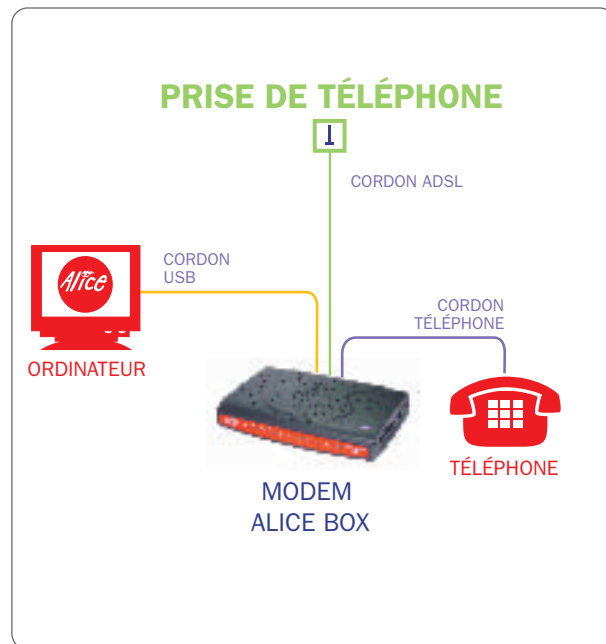 PRISE DE TÉLÉPHONE
CORDON ADSL
CORDON
USB
CORDON
TÉLÉPHONE
Alice
ORDINATEUR
TÉLÉPHONE
MODEM
ALICE BOX